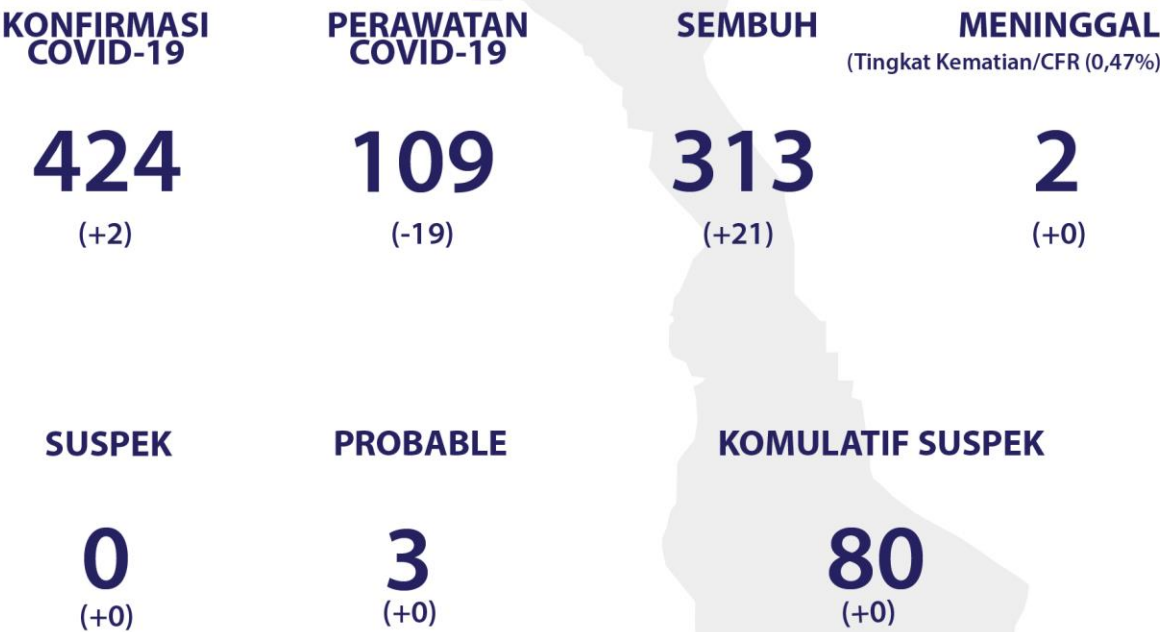 KONFIRMASI
COVID-19
PERAWATAN
COVID-19
SEMBUH
MENINGGAL
(Tingkat Kematian/CFR (0,47%)
424
109
313
2
(+2)
(-19)
(+21)
(+0)
SUSPEK
PROBABLE
KOMULATIF SUSPEK
0
3
80
(+0)
(+0)
(+0)